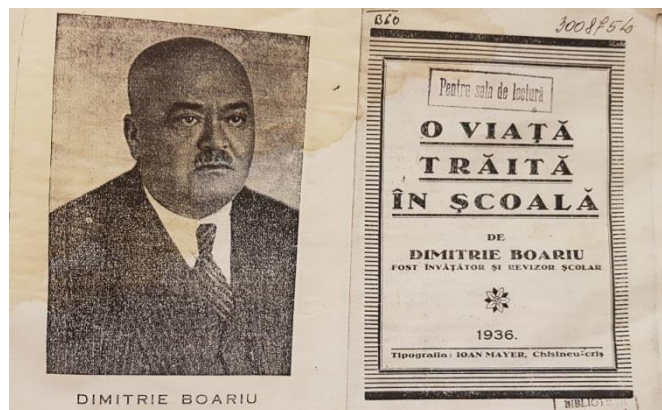 DIMITRIE BOARIU
B60
3008756
Pentru sala de lectură
O VIAȚĂ
TRĂITĂ
ÎN ȘCOALĂ
DE
DIMITRIE BOARIU
FOST ÎNVĂȚĂTOR ȘI REVIZOR ȘCOLAR
1936.
Tipografia: IOAN MAYER, Chișineu-criș